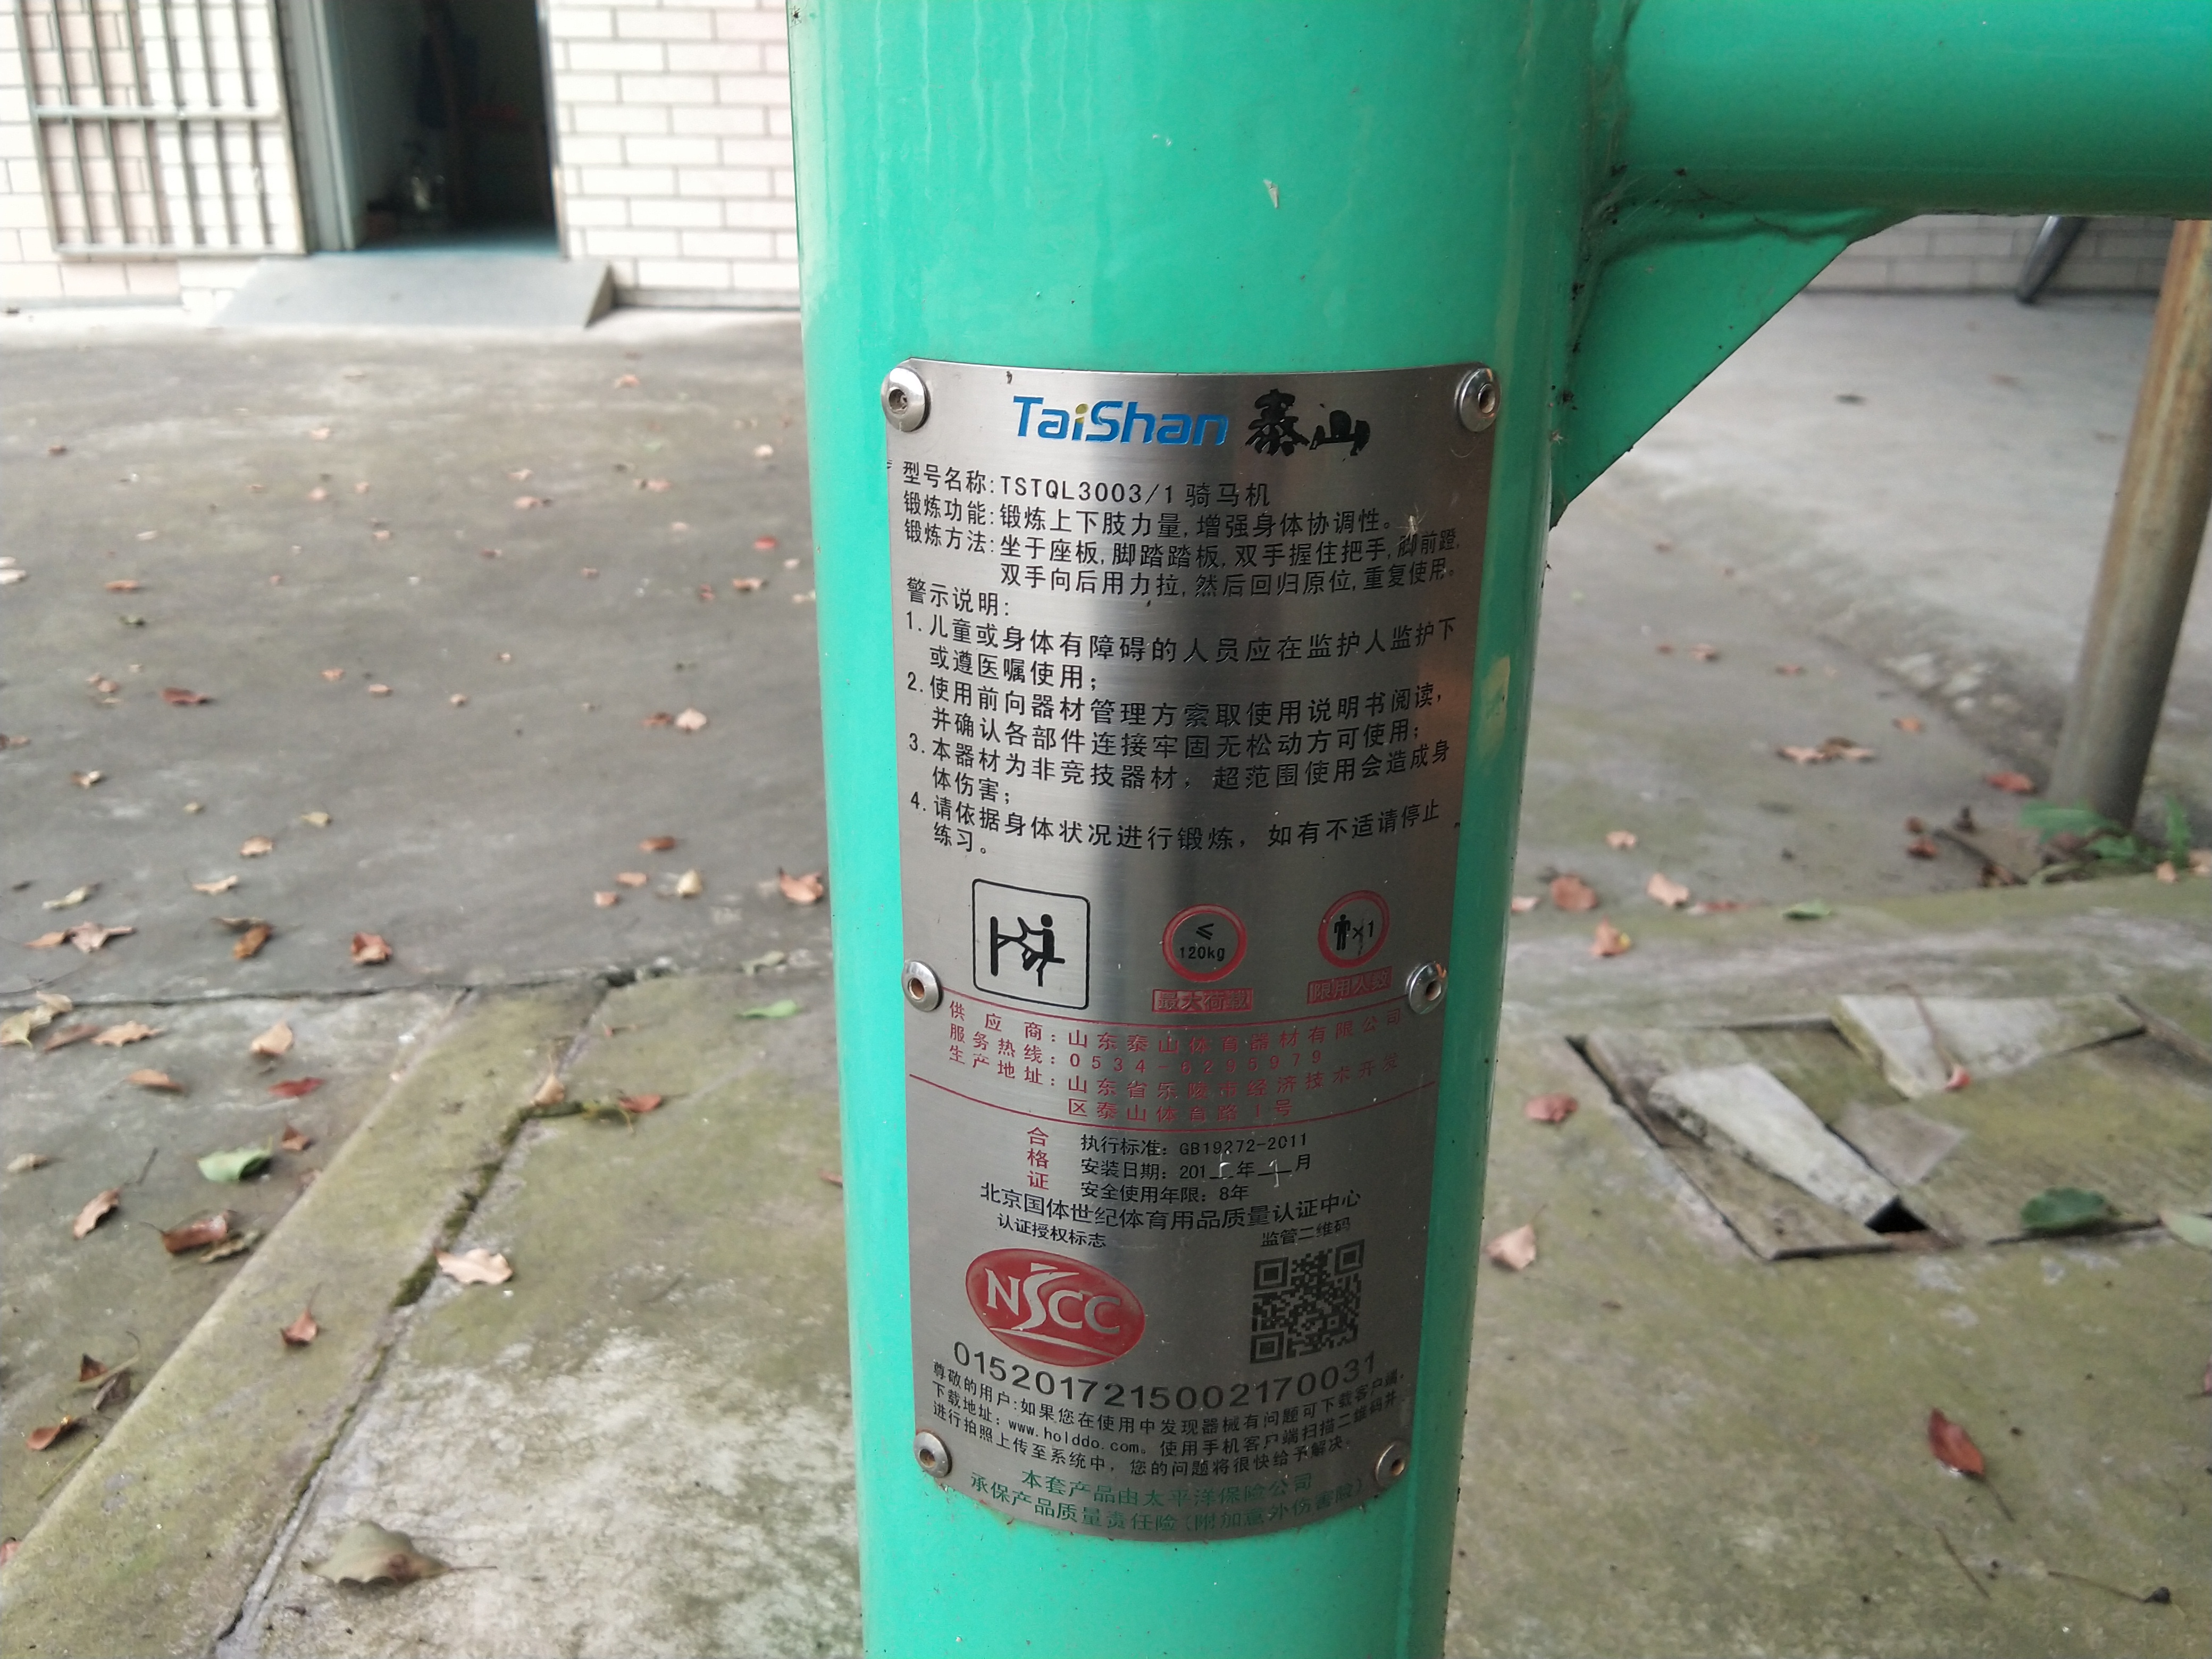 TaiShan 泰山
型号名称:TSTQL3003/1 骑马机
锻炼功能:锻炼上下肢力量,增强身体协调性。
锻炼方法:坐于座板,脚踏踏板,双手握住把手,脚前蹬,
双手向后用力拉,然后回归原位,重复使用。
警示说明:
1.儿童或身体有障碍的人员应在监护人监护下
或遵医嘱使用;
2.使用前向器材管理方索取使用说明书阅读,
并确认各部件连接牢固无松动方可使用;
3.本器材为非竞技器材,超范围使用会造成身
体伤害;
4.请依据身体状况进行锻炼,如有不适请停止
练习。
≤
120kg
×1
最大荷载
限用人数
供应商:山东泰山体育器材有限公司
服务热线:0534-6295979
生产地址:山东省乐陵市经济技术开发
区泰山体育路1号
合格证
执行标准: GB19272-2011
安装日期: 201 年 月
安全使用年限: 8年
北京国体世纪体育用品质量认证中心
认证授权标志
监管二维码
NSCC
0152017215002170031
尊敬的用户:如果您在使用中发现器械有问题可下载客户端,
下载地址: www.holddo.com。使用手机客户端扫描二维码并
进行拍照上传至系统中,您的问题将很快给予解决。
本套产品由太平洋保险公司
承保产品质量责任险(附加意外伤害险)